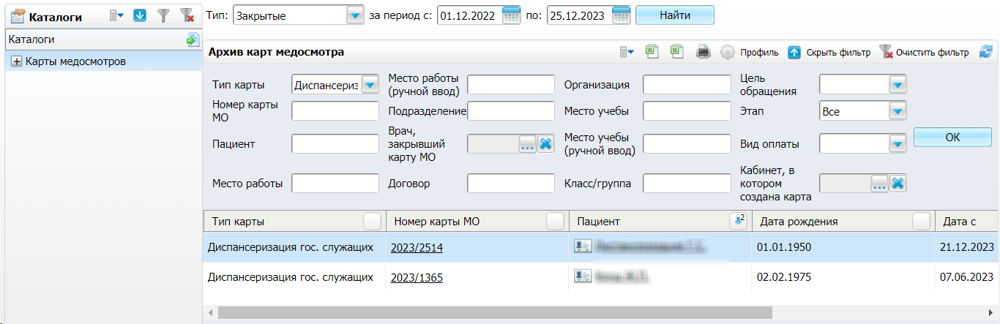 Каталоги
Тип: Закрытые за период с: 01.12.2022 по: 25.12.2023 Найти
Каталоги
Карты медосмотров
Архив карт медосмотра Профиль Скрыть фильтр Очистить фильтр
Тип карты Диспансериз
Место работы
(ручной ввод)
Организация
Цель
обращения
Номер карты
МО
Подразделение
Место учебы
Этап Все
Пациент
Врач,
закрывший
карту МО
...
Место учебы
(ручной ввод)
Вид оплаты
ОК
Место работы
Договор
Класс/группа
Кабинет, в
котором
создана карта
...
Тип карты Номер карты МО Пациент 2 Дата рождения Дата с
Диспансеризация гос. служащих 2023/2514 01.01.1950 21.12.2023
Диспансеризация гос. служащих 2023/1365 02.02.1975 07.06.2023